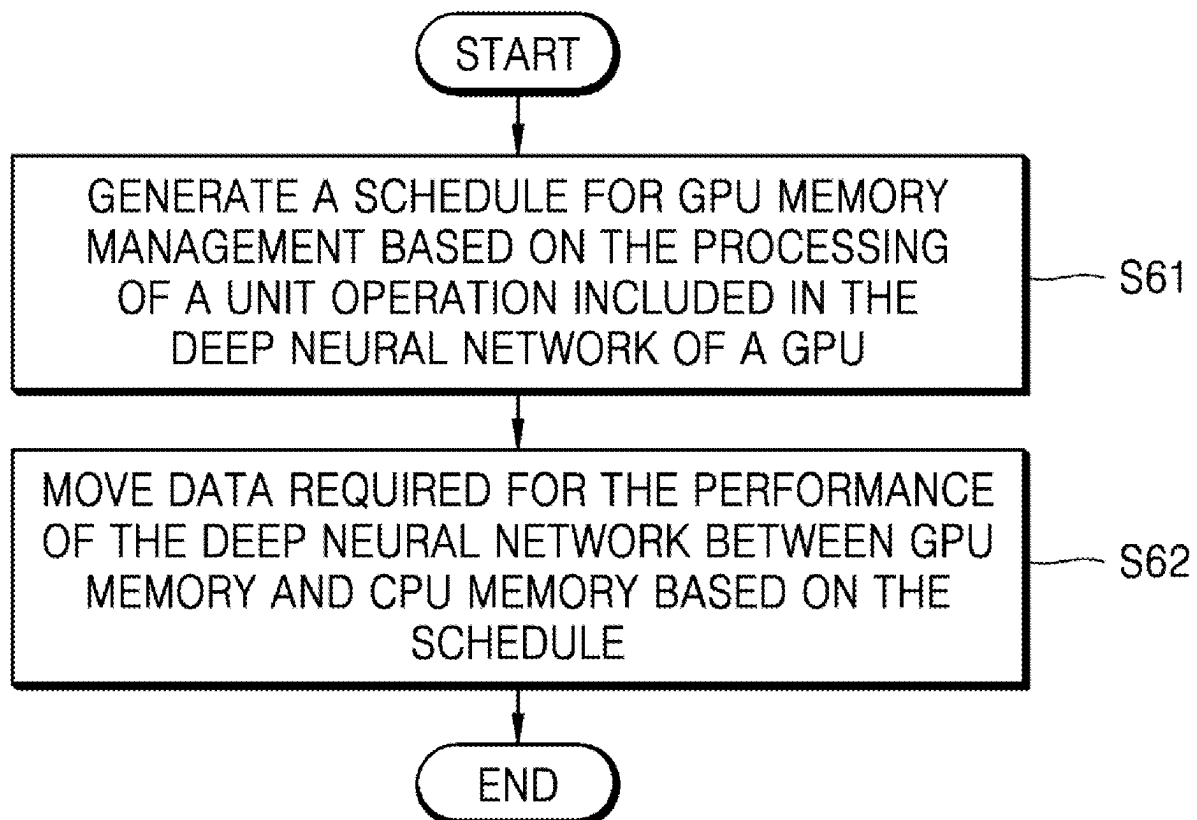 START
GENERATE A SCHEDULE FOR GPU MEMORY
MANAGEMENT BASED ON THE PROCESSING
OF A UNIT OPERATION INCLUDED IN THE
DEEP NEURAL NETWORK OF A GPU
S61
MOVE DATA REQUIRED FOR THE PERFORMANCE
OF THE DEEP NEURAL NETWORK BETWEEN GPU
MEMORY AND CPU MEMORY BASED ON THE
SCHEDULE
S62
END